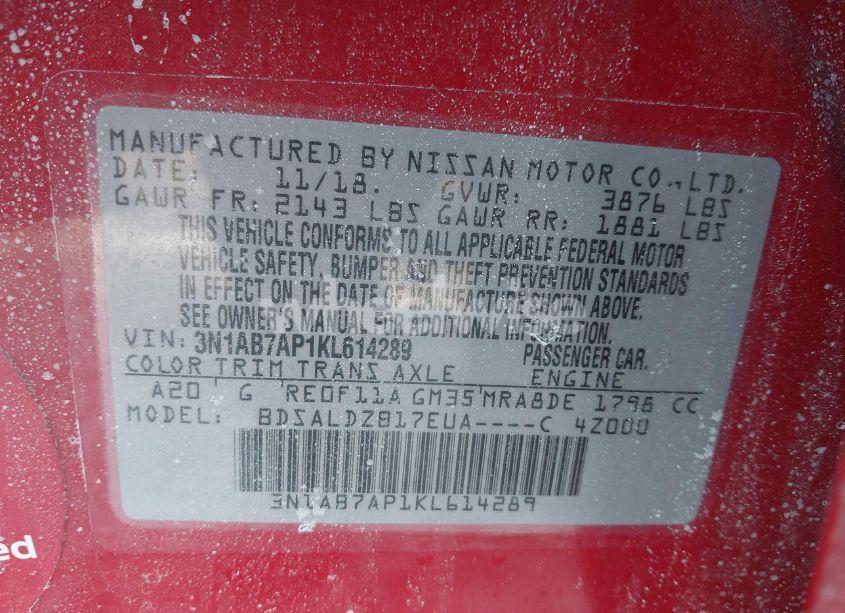 MANUFACTURED BY NISSAN MOTOR CO.,LTD.
DATE: 11/18. GVWR: 3876 LBS
GAWR FR: 2143 LBS GAWR RR: 1881 LBS
THIS VEHICLE CONFORMS TO ALL APPLICABLE FEDERAL MOTOR
VEHICLE SAFETY, BUMPER AND THEFT PREVENTION STANDARDS
IN EFFECT ON THE DATE OF MANUFACTURE SHOWN ABOVE.
SEE OWNER'S MANUAL FOR ADDITIONAL INFORMATION.
VIN: 3N1AB7AP1KL614289 PASSENGER CAR.
COLOR TRIM TRANS AXLE ENGINE
A20 G RE0F11A GM35 MRA8DE 1798 CC
MODEL: BDSALDZB17EUA----C 4Z000
3N1AB7AP1KL614289
ed